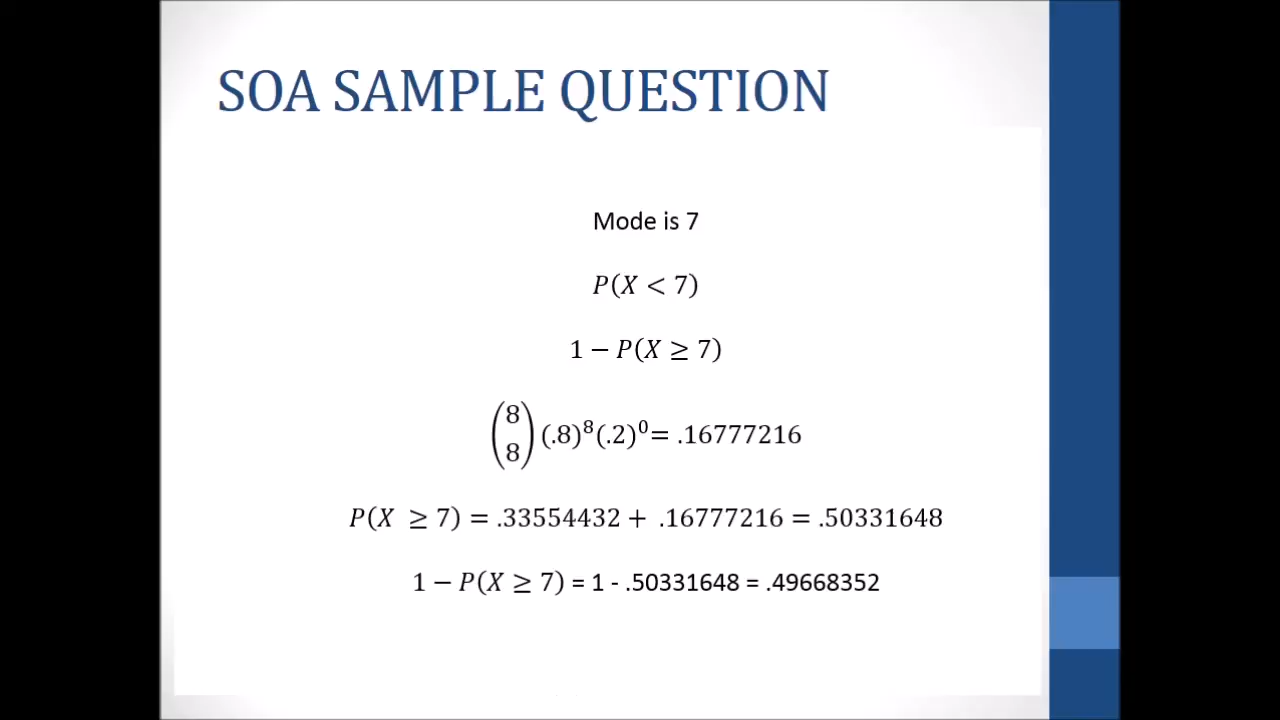 SOA SAMPLE QUESTION
Mode is 7
P(X < 7)
1 − P(X ≥ 7)
(8 8)(.8)⁸(.2)⁰= .16777216
P(X ≥ 7) = .33554432 + .16777216 = .50331648
1 − P(X ≥ 7) = 1 - .50331648 = .49668352